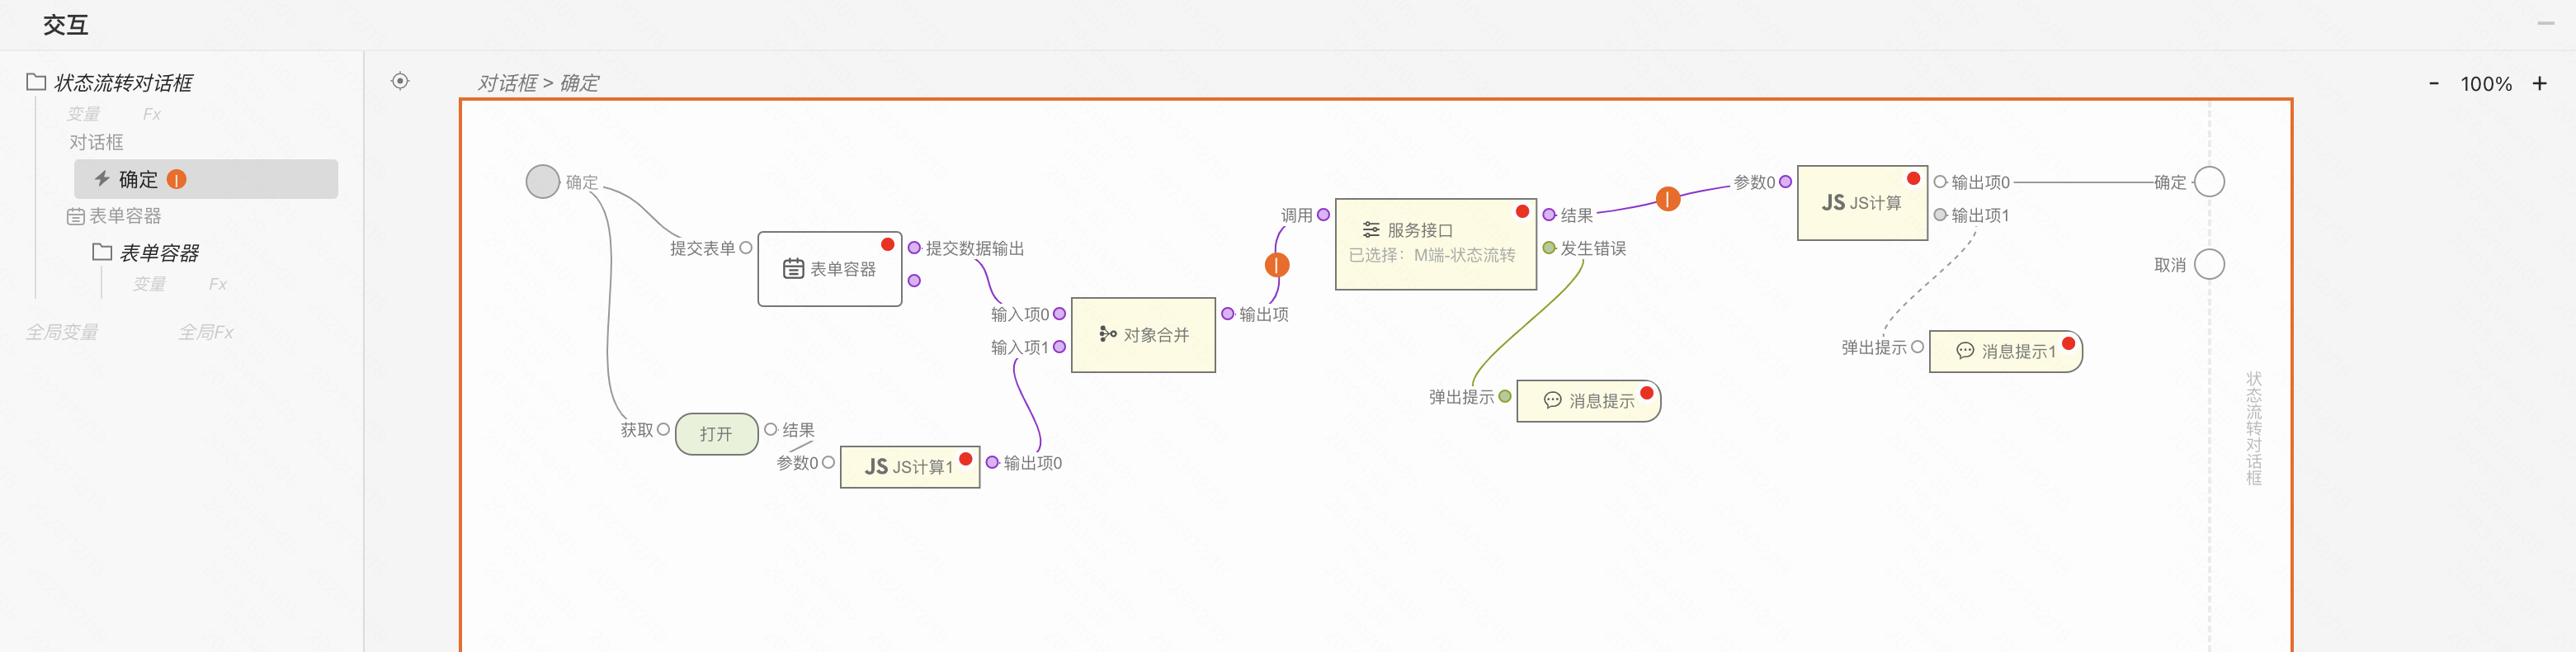 交互
状态流转对话框
变量 Fx
对话框
确定
表单容器
表单容器
变量 Fx
全局变量 全局Fx
对话框 > 确定
- 100% +
确定
提交表单
表单容器
提交数据输出
获取
打开
结果
参数0
JS JS计算1
输出项0
输入项0
输入项1
对象合并
输出项
调用
服务接口
已选择：M端-状态流转
结果
发生错误
弹出提示
消息提示
参数0
JS JS计算
输出项0
输出项1
弹出提示
消息提示1
确定
取消
状态流转对话框